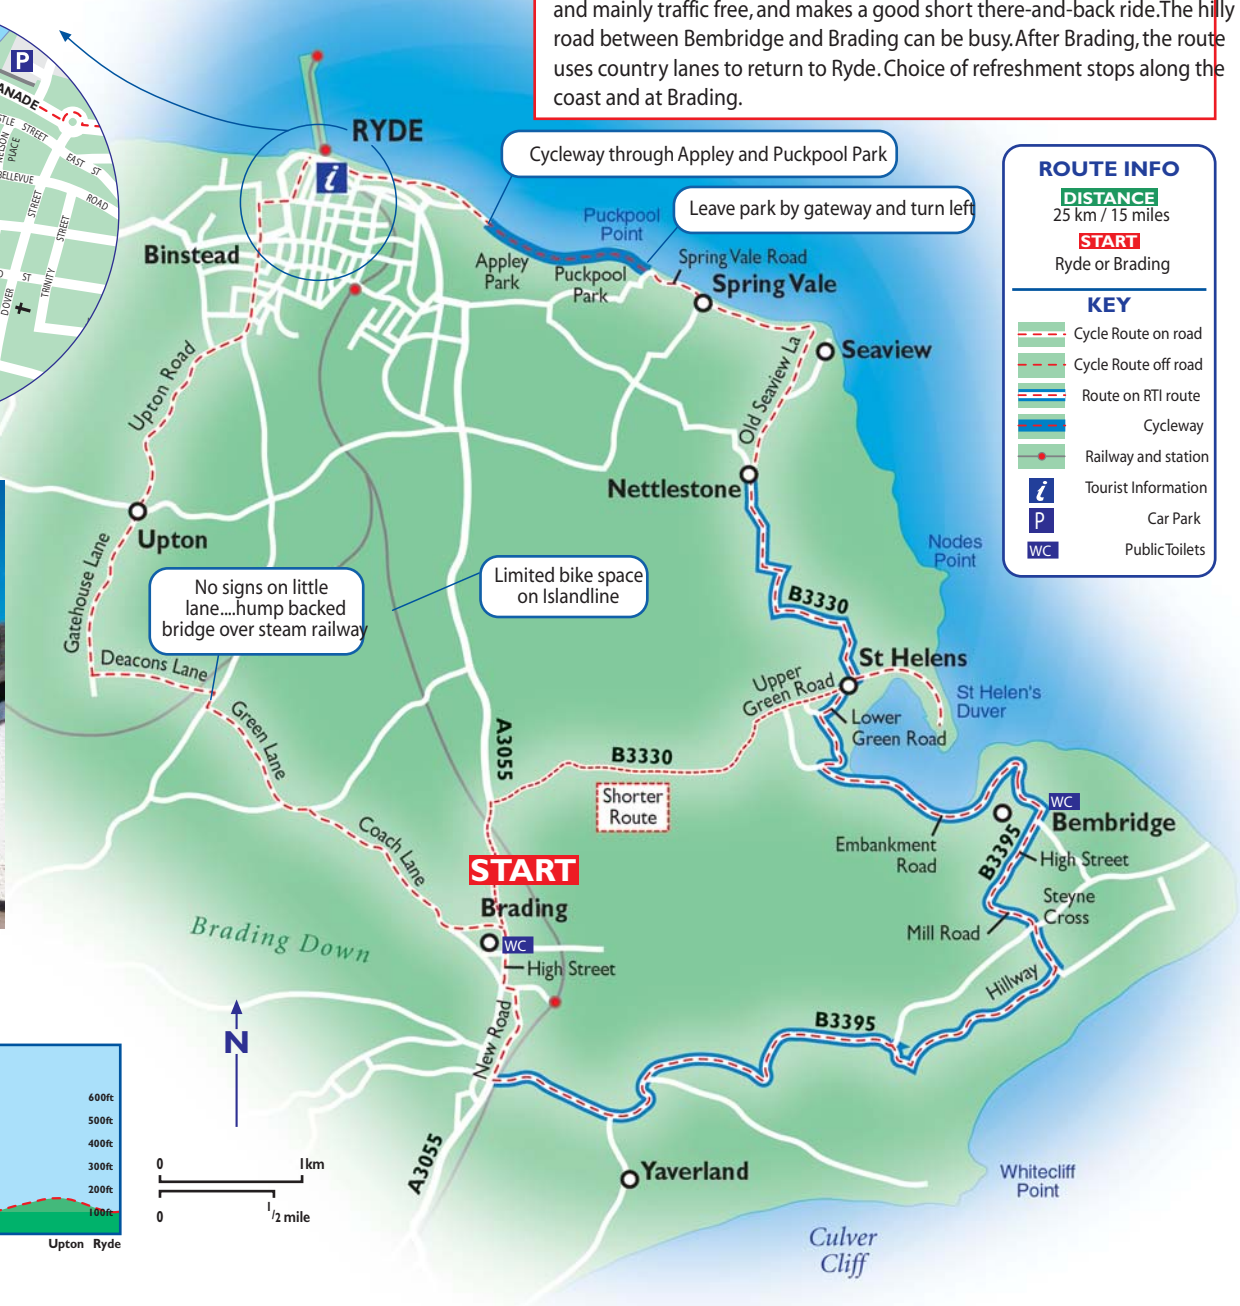 and mainly traffic free, and makes a good short there-and-back ride. The hilly
road between Bembridge and Brading can be busy. After Brading, the route
uses country lanes to return to Ryde. Choice of refreshment stops along the
coast and at Brading.
P
ANADE
STREET
EAST ST
PLACE
BELLEVUE
ROAD
STREET
STREET
ST
TRINITY
DOVER
RYDE
i
Cycleway through Appley and Puckpool Park
Leave park by gateway and turn left
Puckpool
Point
Binstead
Appley
Park
Puckpool
Park
Spring Vale Road
Spring Vale
Seaview
Upton Road
Old Seaview La
Nettlestone
Upton
Gatehouse Lane
Nodes
Point
No signs on little
lane....hump backed
bridge over steam railway
Limited bike space
on Islandline
B3330
Deacons Lane
St Helens
Upper
Green Road
St Helen's
Duver
Green Lane
Lower
Green Road
A3055
B3330
Shorter
Route
Coach Lane
Embankment
Road
WC
Bembridge
B3395
High Street
START
Brading
Steyne
Cross
Mill Road
Brading Down
WC
High Street
Hillway
New Road
B3395
N
A3055
Yaverland
Whitecliff
Point
Culver
Cliff
ROUTE INFO
DISTANCE
25 km / 15 miles
START
Ryde or Brading
KEY
Cycle Route on road
Cycle Route off road
Route on RTI route
Cycleway
Railway and station
i Tourist Information
P Car Park
WC Public Toilets
600ft
500ft
400ft
300ft
200ft
100ft
Upton Ryde
0 1km
0 1/2 mile